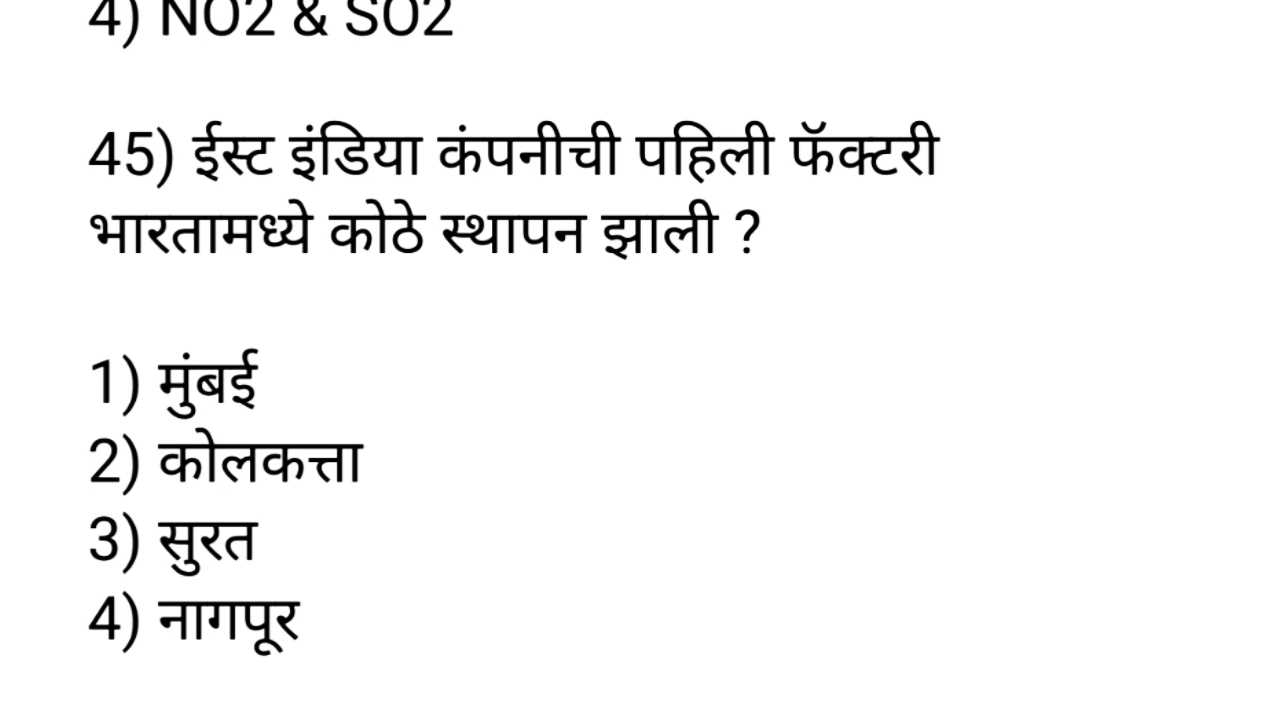 4) NO2 & SO2
45) ईस्ट इंडिया कंपनीची पहिली फॅक्टरी
भारतामध्ये कोठे स्थापन झाली ?
1) मुंबई
2) कोलकत्ता
3) सुरत
4) नागपूर